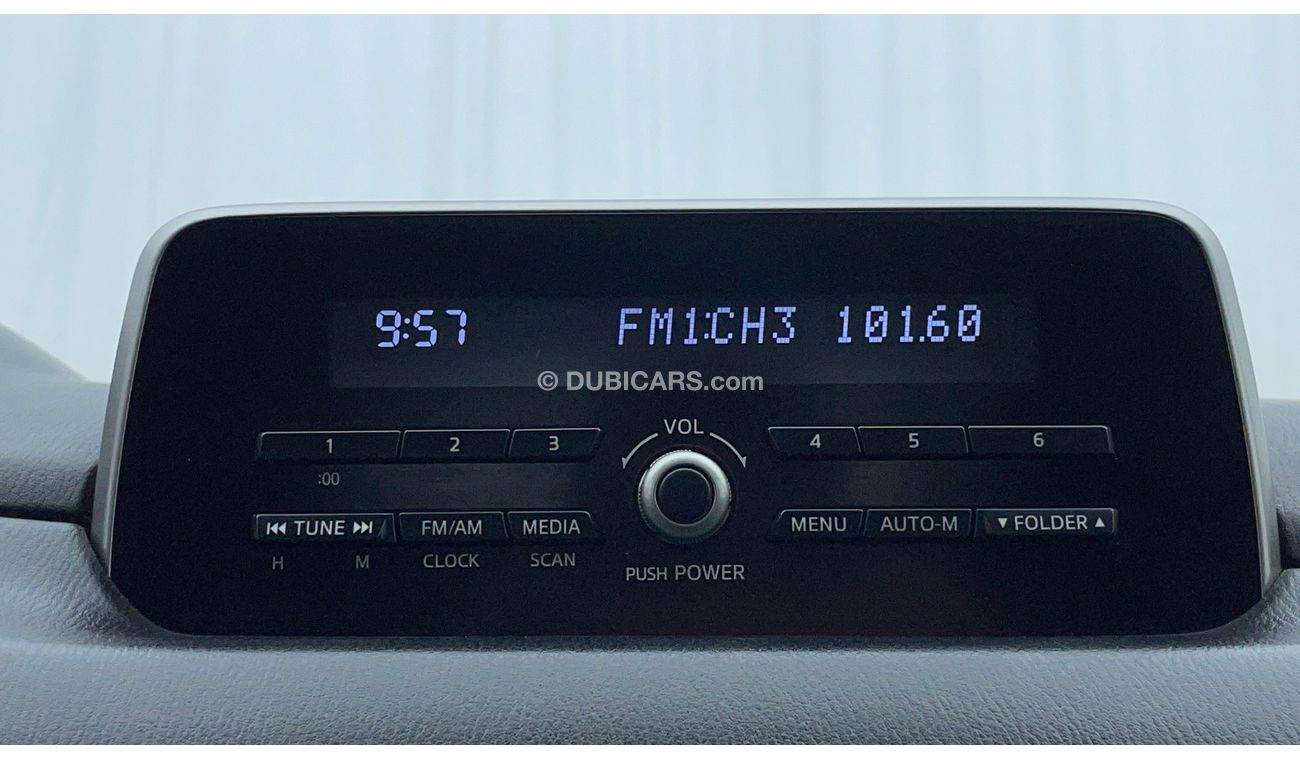 9:57 FM1:CH3 101.60
© DUBICARS.com
VOL
1 2 3 4 5 6
:00
⏮ TUNE ⏭ FM/AM MEDIA MENU AUTO-M ▼ FOLDER ▲
H M CLOCK SCAN
PUSH POWER